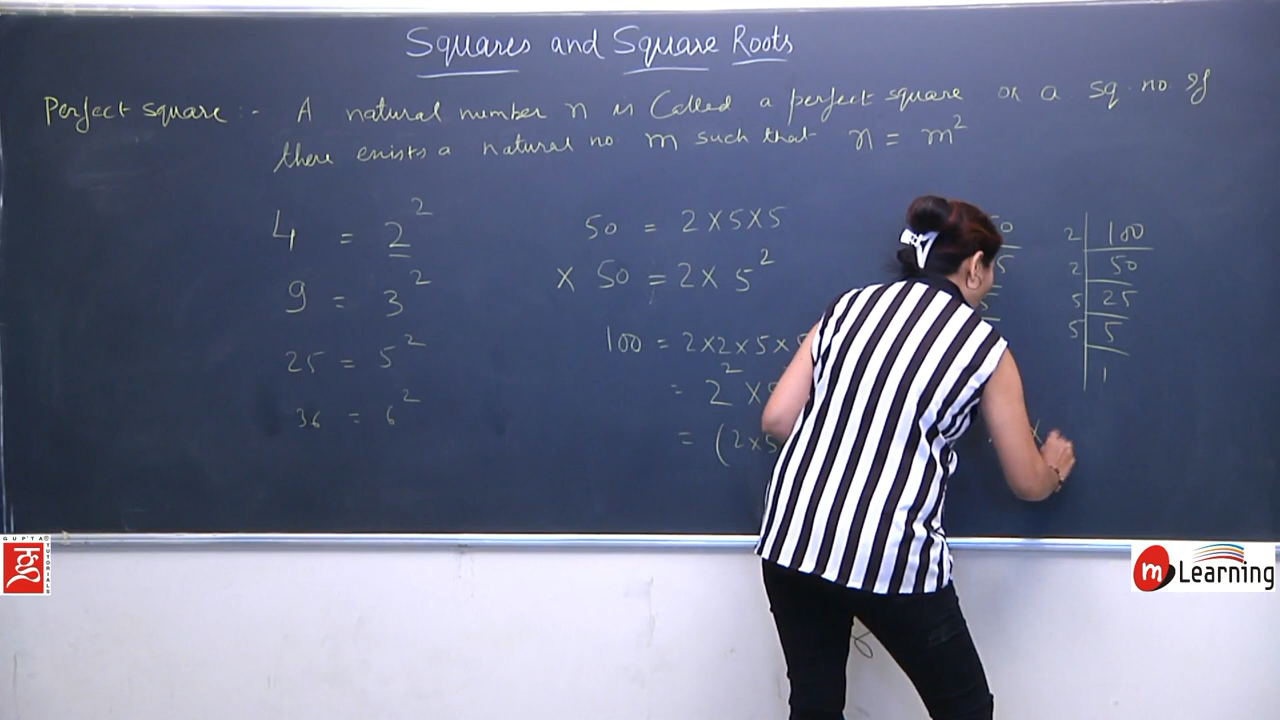 Squares and Square Roots
Perfect square :- A natural number n is called a perfect square or a sq. no if
there exists a natural no. m such that n = m²
4 = 2²
9 = 3²
25 = 5²
36 = 6²
50 = 2×5×5
× 50 = 2× 5²
100 = 2×2×5×
= 2² ×
= (2×5
2 | 100
2 | 50
5 | 25
5 | 5
1
GUPTA TUTORIALS
m Learning